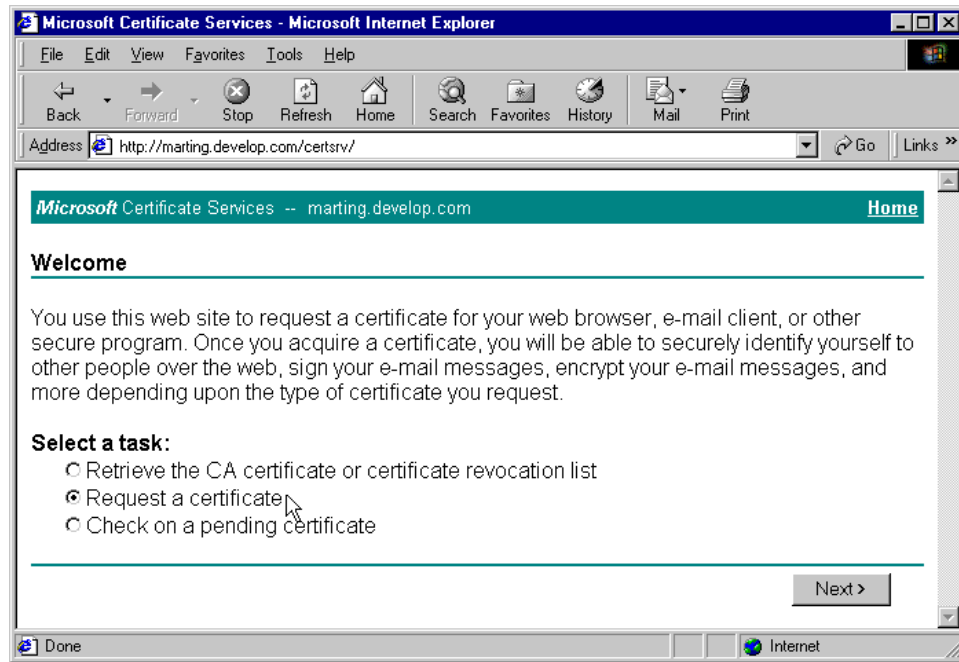 Microsoft Certificate Services - Microsoft Internet Explorer
File Edit View Favorites Tools Help
Back Forward Stop Refresh Home Search Favorites History Mail Print
Address http://marting.develop.com/certsrv/ Go Links »
Microsoft Certificate Services -- marting.develop.com Home
Welcome
You use this web site to request a certificate for your web browser, e-mail client, or other
secure program. Once you acquire a certificate, you will be able to securely identify yourself to
other people over the web, sign your e-mail messages, encrypt your e-mail messages, and
more depending upon the type of certificate you request.
Select a task:
Retrieve the CA certificate or certificate revocation list
Request a certificate
Check on a pending certificate
Next >
Done Internet